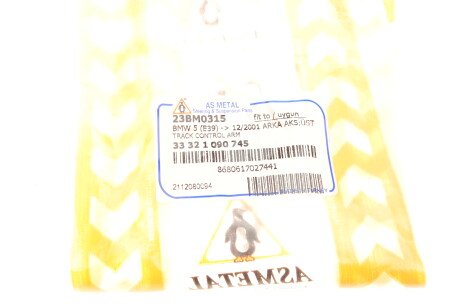 AS METAL
Steering & Suspension Parts
23BM0315 fit to / uygun
BMW 5 (E39) -> 12/2001 ARKA AKS;ÜST
TRACK CONTROL ARM
33 32 1 090 745
8680617027441
2112080094
ASMETAL